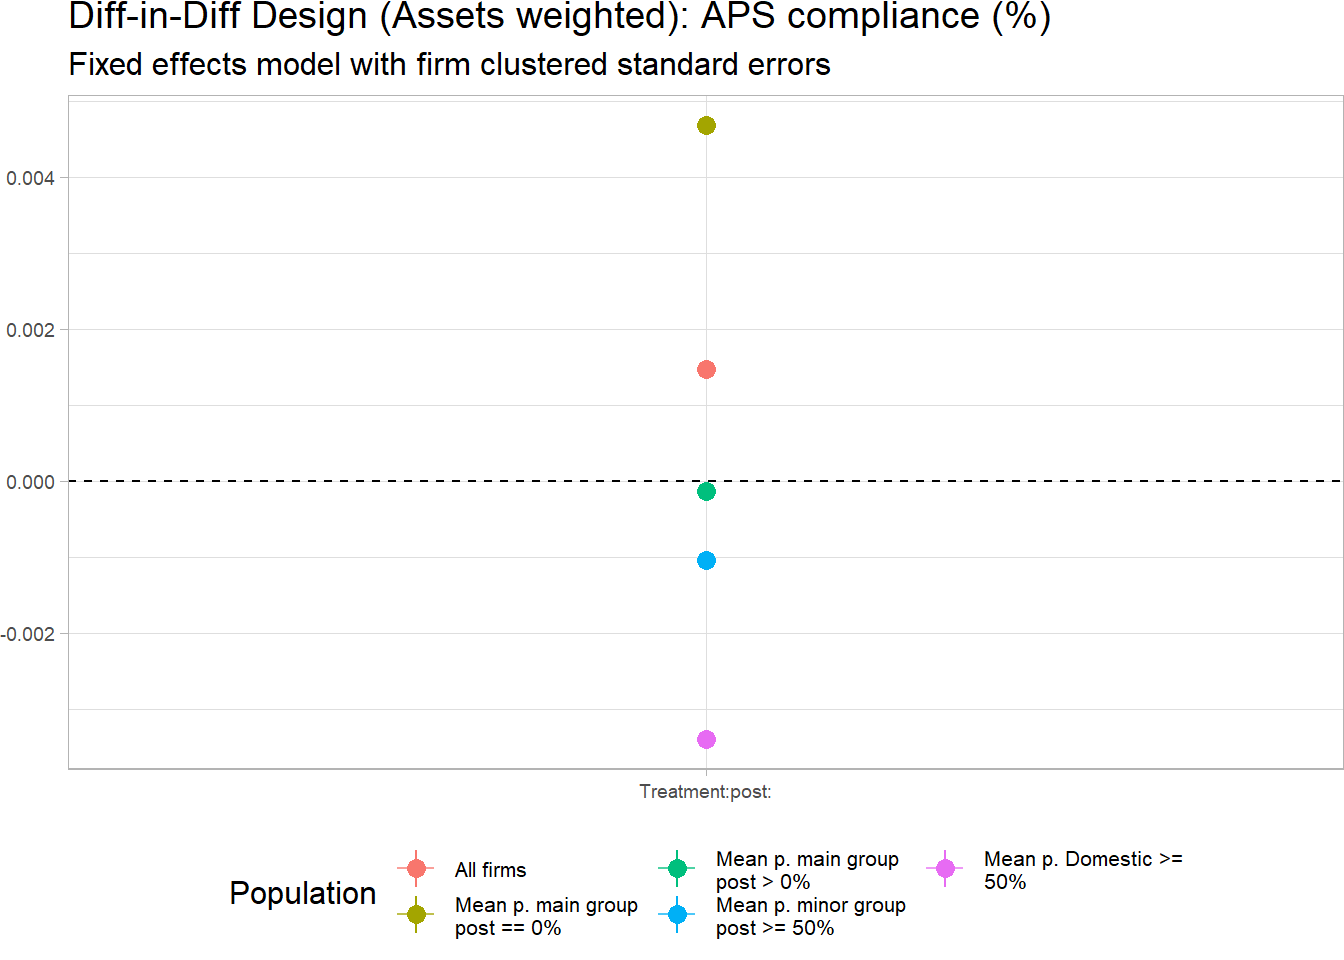 Diff-in-Diff Design (Assets weighted): APS compliance (%)
Fixed effects model with firm clustered standard errors
0.004
0.002
0.000
-0.002
Treatment:post:
Population
All firms
Mean p. main group
post == 0%
Mean p. main group
post > 0%
Mean p. minor group
post >= 50%
Mean p. Domestic >=
50%